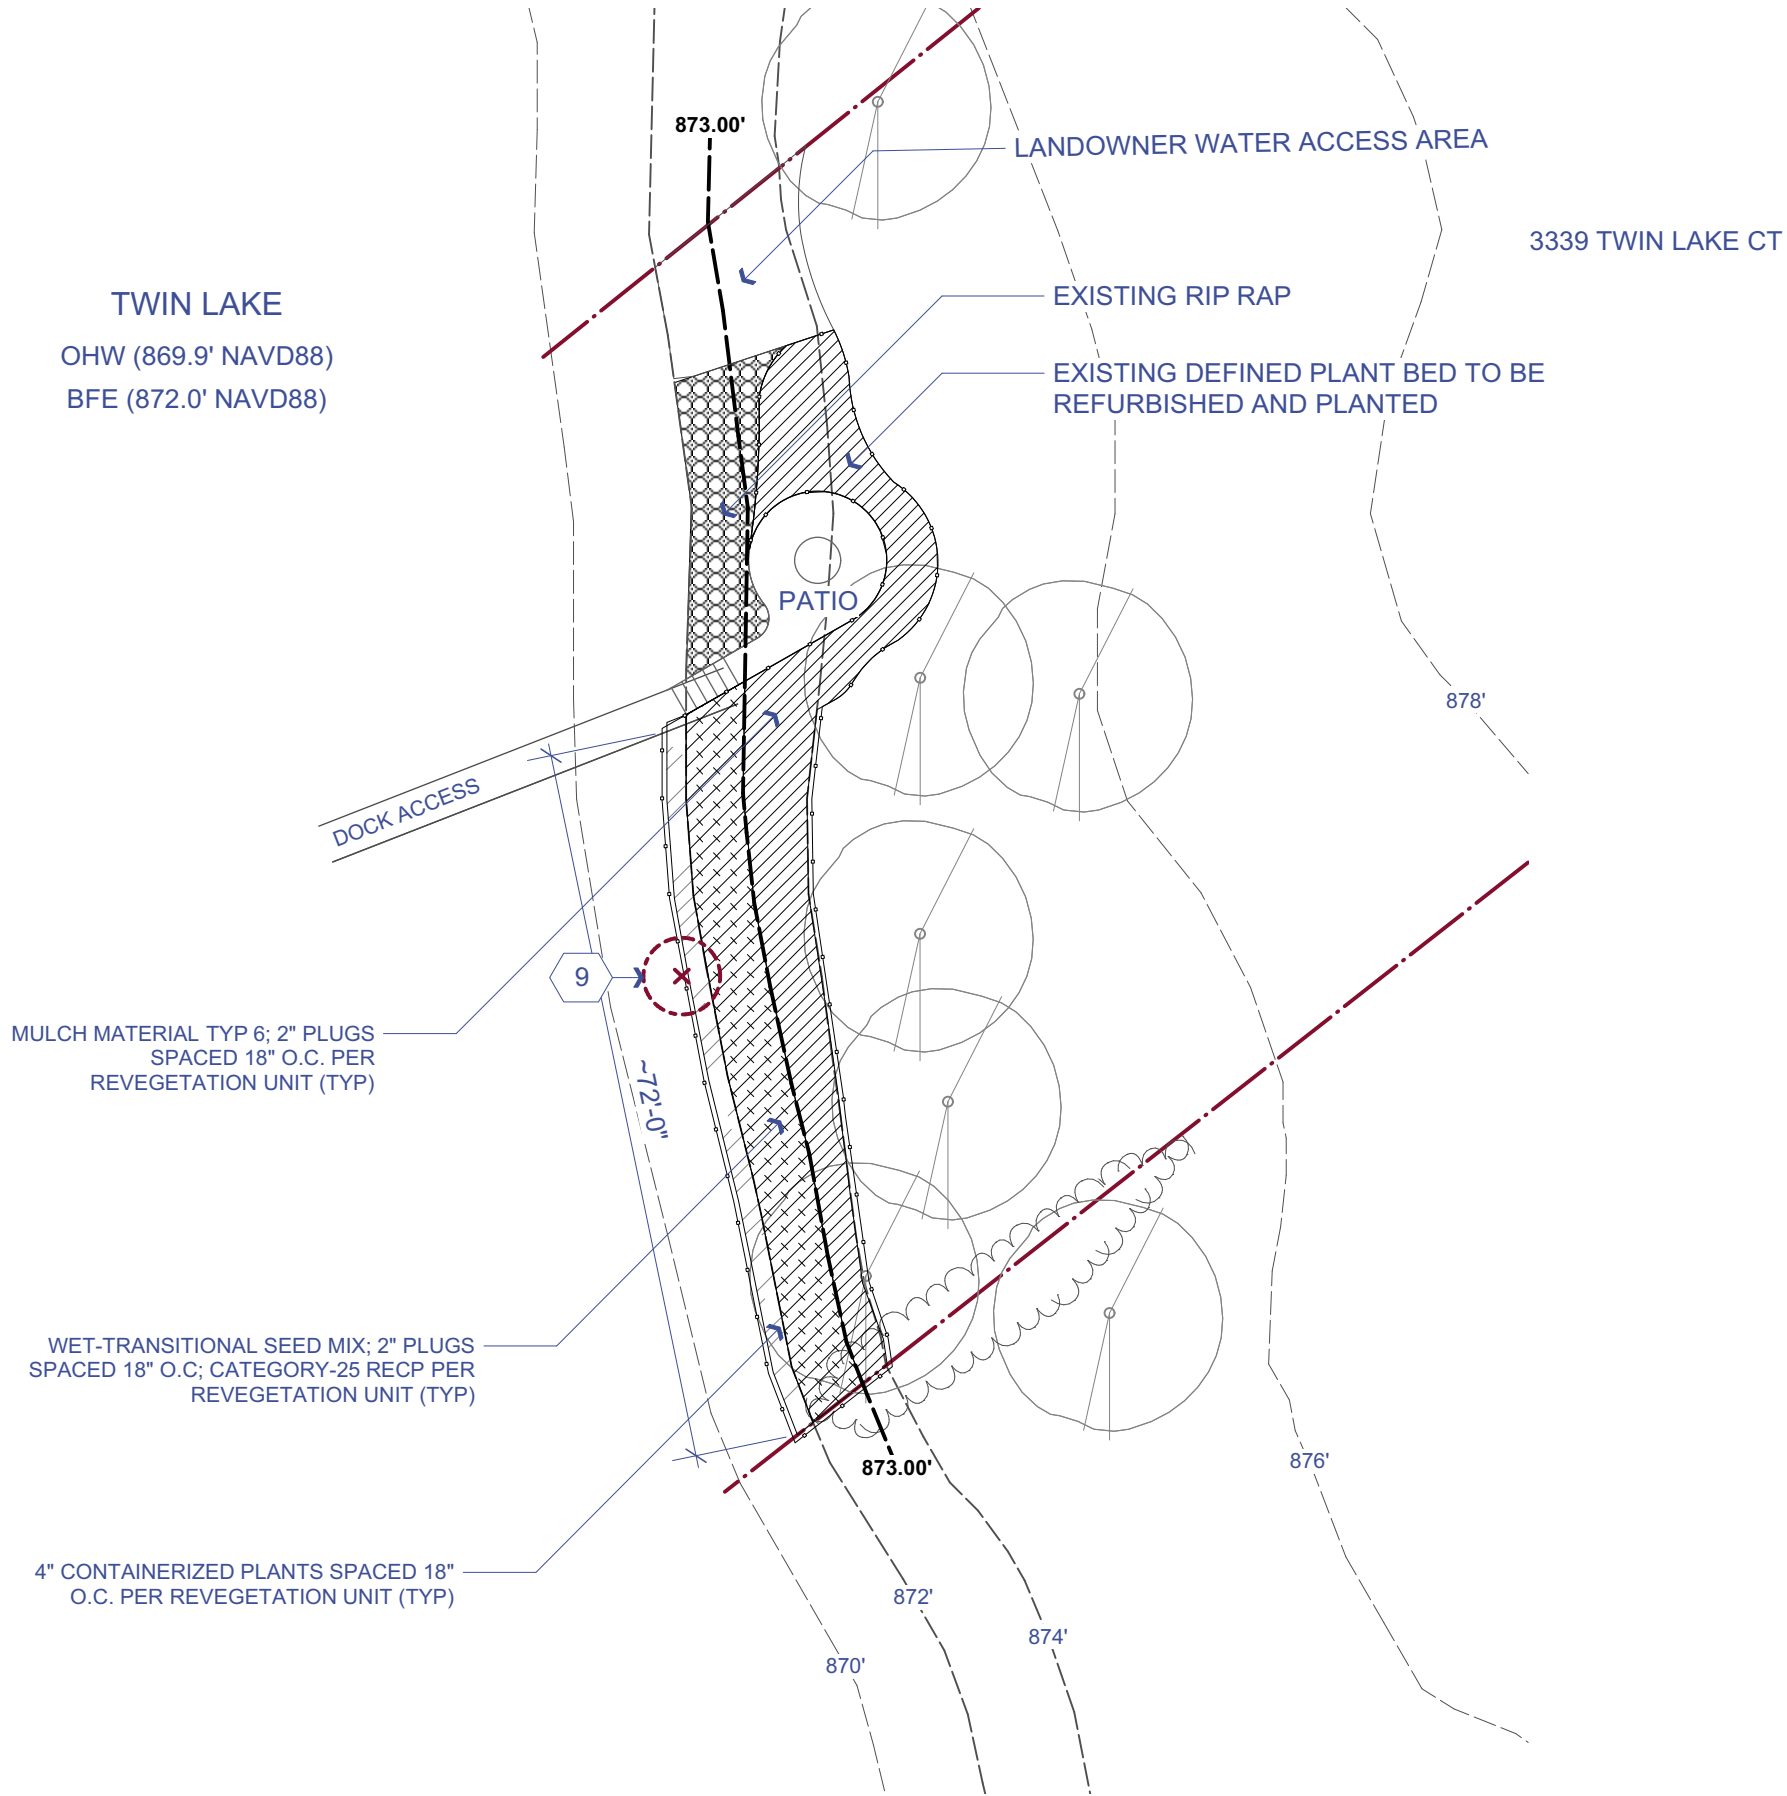 873.00'
LANDOWNER WATER ACCESS AREA
3339 TWIN LAKE CT
TWIN LAKE
OHW (869.9' NAVD88)
BFE (872.0' NAVD88)
EXISTING RIP RAP
EXISTING DEFINED PLANT BED TO BE
REFURBISHED AND PLANTED
PATIO
878'
DOCK ACCESS
9
MULCH MATERIAL TYP 6; 2" PLUGS
SPACED 18" O.C. PER
REVEGETATION UNIT (TYP)
~72'-0"
WET-TRANSITIONAL SEED MIX; 2" PLUGS
SPACED 18" O.C; CATEGORY-25 RECP PER
REVEGETATION UNIT (TYP)
873.00'
876'
4" CONTAINERIZED PLANTS SPACED 18"
O.C. PER REVEGETATION UNIT (TYP)
872'
874'
870'